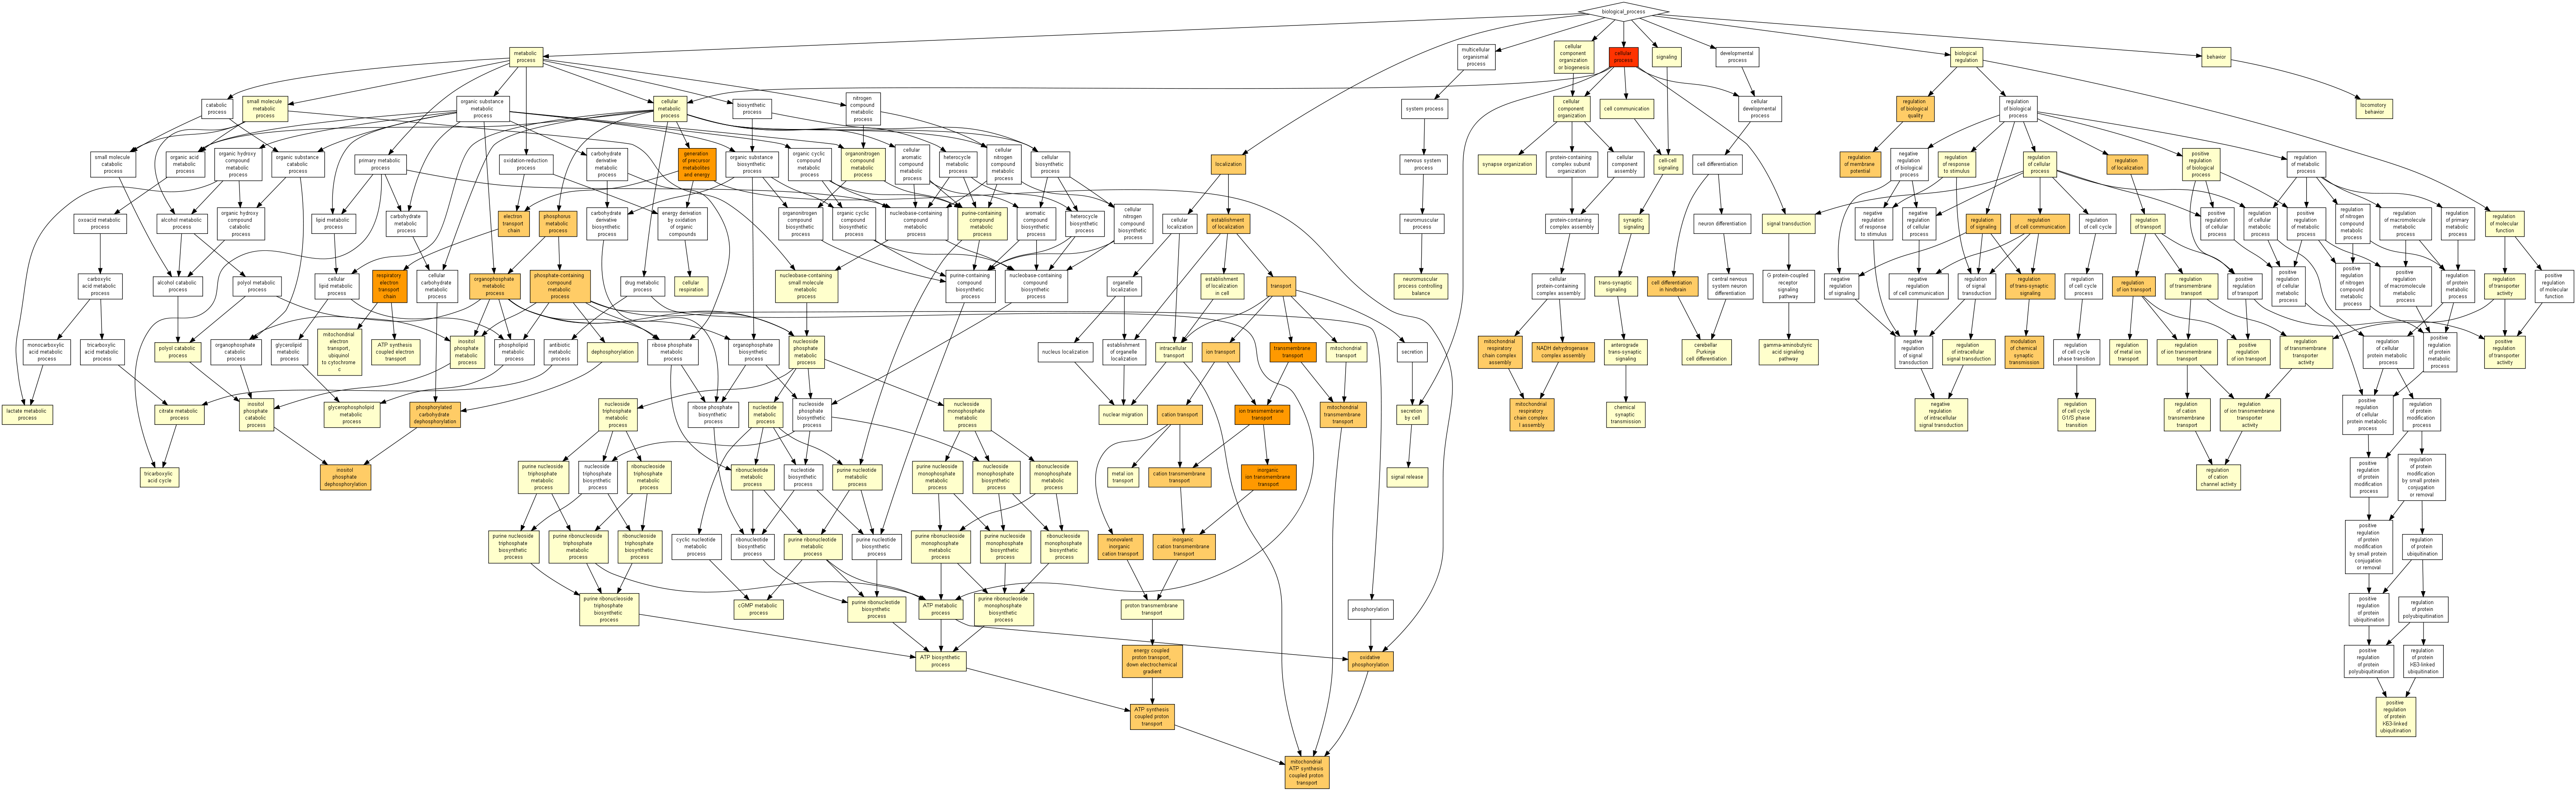 biological_process
metabolic
process
multicellular
organismal
process
cellular
component
organization
or biogenesis
cellular
process
signaling
developmental
process
biological
regulation
behavior
catabolic
process
small molecule
metabolic
process
organic substance
metabolic
process
cellular
metabolic
process
biosynthetic
process
nitrogen
compound
metabolic
process
system process
cellular
component
organization
cell communication
cellular
developmental
process
regulation
of biological
quality
regulation
of biological
process
locomotory
behavior
small molecule
catabolic
process
organic acid
metabolic
process
organic hydroxy
compound
metabolic
process
organic substance
catabolic
process
primary metabolic
process
oxidation-reduction
process
carbohydrate
derivative
metabolic
process
generation
of precursor
metabolites
and energy
organic substance
biosynthetic
process
organic cyclic
compound
metabolic
process
organonitrogen
compound
metabolic
process
cellular
aromatic
compound
metabolic
process
heterocycle
metabolic
process
cellular
nitrogen
compound
metabolic
process
cellular
biosynthetic
process
localization
nervous system
process
synapse organization
protein-containing
complex subunit
organization
cellular
component
assembly
cell-cell
signaling
cell differentiation
regulation
of membrane
potential
negative
regulation
of biological
process
regulation
of response
to stimulus
regulation
of cellular
process
regulation
of localization
positive
regulation
of biological
process
regulation
of metabolic
process
oxoacid metabolic
process
alcohol metabolic
process
organic hydroxy
compound
catabolic
process
lipid metabolic
process
carbohydrate
metabolic
process
electron
transport
chain
phosphorus
metabolic
process
carbohydrate
derivative
biosynthetic
process
energy derivation
by oxidation
of organic
compounds
organonitrogen
compound
biosynthetic
process
organic cyclic
compound
biosynthetic
process
nucleobase-containing
compound
metabolic
process
purine-containing
compound
metabolic
process
aromatic
compound
biosynthetic
process
heterocycle
biosynthetic
process
cellular
nitrogen
compound
biosynthetic
process
cellular
localization
establishment
of localization
neuromuscular
process
protein-containing
complex assembly
synaptic
signaling
neuron differentiation
signal transduction
negative
regulation
of response
to stimulus
negative
regulation
of cellular
process
regulation
of signaling
regulation
of cell communication
regulation
of cell cycle
regulation
of transport
positive
regulation
of cellular
process
regulation
of cellular
metabolic
process
positive
regulation
of metabolic
process
regulation
of nitrogen
compound
metabolic
process
regulation
of macromolecule
metabolic
process
regulation
of primary
metabolic
process
regulation
of molecular
function
carboxylic
acid metabolic
process
alcohol catabolic
process
polyol metabolic
process
cellular
lipid metabolic
process
respiratory
electron
transport
chain
cellular
carbohydrate
metabolic
process
organophosphate
metabolic
process
phosphate-containing
compound
metabolic
process
drug metabolic
process
cellular
respiration
nucleobase-containing
small molecule
metabolic
process
purine-containing
compound
biosynthetic
process
nucleobase-containing
compound
biosynthetic
process
organelle
localization
establishment
of localization
in cell
transport
neuromuscular
process controlling
balance
cellular
protein-containing
complex assembly
trans-synaptic
signaling
cell differentiation
in hindbrain
central nervous
system neuron
differentiation
G protein-coupled
receptor
signaling
pathway
negative
regulation
of signaling
negative
regulation
of cell communication
regulation
of signal
transduction
regulation
of trans-synaptic
signaling
regulation
of cell cycle
process
regulation
of ion transport
regulation
of transmembrane
transport
positive
regulation
of transport
positive
regulation
of cellular
metabolic
process
positive
regulation
of nitrogen
compound
metabolic
process
positive
regulation
of macromolecule
metabolic
process
regulation
of protein
metabolic
process
regulation
of transporter
activity
positive
regulation
of molecular
function
monocarboxylic
acid metabolic
process
tricarboxylic
acid metabolic
process
polyol catabolic
process
organophosphate
catabolic
process
glycerolipid
metabolic
process
mitochondrial
electron
transport,
ubiquinol
to cytochrome
c
ATP synthesis
coupled electron
transport
inositol
phosphate
metabolic
process
phospholipid
metabolic
process
antibiotic
metabolic
process
dephosphorylation
ribose phosphate
metabolic
process
organophosphate
biosynthetic
process
nucleoside
phosphate
metabolic
process
nucleus localization
establishment
of organelle
localization
intracellular
transport
ion transport
transmembrane
transport
mitochondrial
transport
secretion
mitochondrial
respiratory
chain complex
assembly
NADH dehydrogenase
complex assembly
anterograde
trans-synaptic
signaling
cerebellar
Purkinje
cell differentiation
gamma-aminobutyric
acid signaling
pathway
negative
regulation
of signal
transduction
regulation
of intracellular
signal transduction
modulation
of chemical
synaptic
transmission
regulation
of cell cycle
phase transition
regulation
of metal ion
transport
regulation
of ion transmembrane
transport
positive
regulation
of ion transport
regulation
of transmembrane
transporter
activity
regulation
of cellular
protein metabolic
process
positive
regulation
of protein
metabolic
process
positive
regulation
of transporter
activity
lactate metabolic
process
citrate metabolic
process
inositol
phosphate
catabolic
process
glycerophospholipid
metabolic
process
phosphorylated
carbohydrate
dephosphorylation
nucleoside
triphosphate
metabolic
process
ribose phosphate
biosynthetic
process
nucleotide
metabolic
process
nucleoside
phosphate
biosynthetic
process
nucleoside
monophosphate
metabolic
process
nuclear migration
cation transport
ion transmembrane
transport
mitochondrial
transmembrane
transport
secretion
by cell
mitochondrial
respiratory
chain complex
I assembly
chemical
synaptic
transmission
negative
regulation
of intracellular
signal transduction
regulation
of cell cycle
G1/S phase
transition
regulation
of cation
transmembrane
transport
regulation
of ion transmembrane
transporter
activity
positive
regulation
of cellular
protein metabolic
process
regulation
of protein
modification
process
tricarboxylic
acid cycle
inositol
phosphate
dephosphorylation
purine nucleoside
triphosphate
metabolic
process
nucleoside
triphosphate
biosynthetic
process
ribonucleoside
triphosphate
metabolic
process
ribonucleotide
metabolic
process
nucleotide
biosynthetic
process
purine nucleotide
metabolic
process
purine nucleoside
monophosphate
metabolic
process
nucleoside
monophosphate
biosynthetic
process
ribonucleoside
monophosphate
metabolic
process
metal ion
transport
cation transmembrane
transport
inorganic
ion transmembrane
transport
signal release
regulation
of cation
channel activity
positive
regulation
of protein
modification
process
regulation
of protein
modification
by small protein
conjugation
or removal
purine nucleoside
triphosphate
biosynthetic
process
purine ribonucleoside
triphosphate
metabolic
process
ribonucleoside
triphosphate
biosynthetic
process
cyclic nucleotide
metabolic
process
ribonucleotide
biosynthetic
process
purine ribonucleotide
metabolic
process
purine nucleotide
biosynthetic
process
purine ribonucleoside
monophosphate
metabolic
process
purine nucleoside
monophosphate
biosynthetic
process
ribonucleoside
monophosphate
biosynthetic
process
monovalent
inorganic
cation transport
inorganic
cation transmembrane
transport
positive
regulation
of protein
modification
by small protein
conjugation
or removal
regulation
of protein
ubiquitination
purine ribonucleoside
triphosphate
biosynthetic
process
cGMP metabolic
process
purine ribonucleotide
biosynthetic
process
ATP metabolic
process
purine ribonucleoside
monophosphate
biosynthetic
process
proton transmembrane
transport
phosphorylation
positive
regulation
of protein
ubiquitination
regulation
of protein
polyubiquitination
ATP biosynthetic
process
energy coupled
proton transport,
down electrochemical
gradient
oxidative
phosphorylation
positive
regulation
of protein
polyubiquitination
regulation
of protein
K63-linked
ubiquitination
ATP synthesis
coupled proton
transport
positive
regulation
of protein
K63-linked
ubiquitination
mitochondrial
ATP synthesis
coupled proton
transport